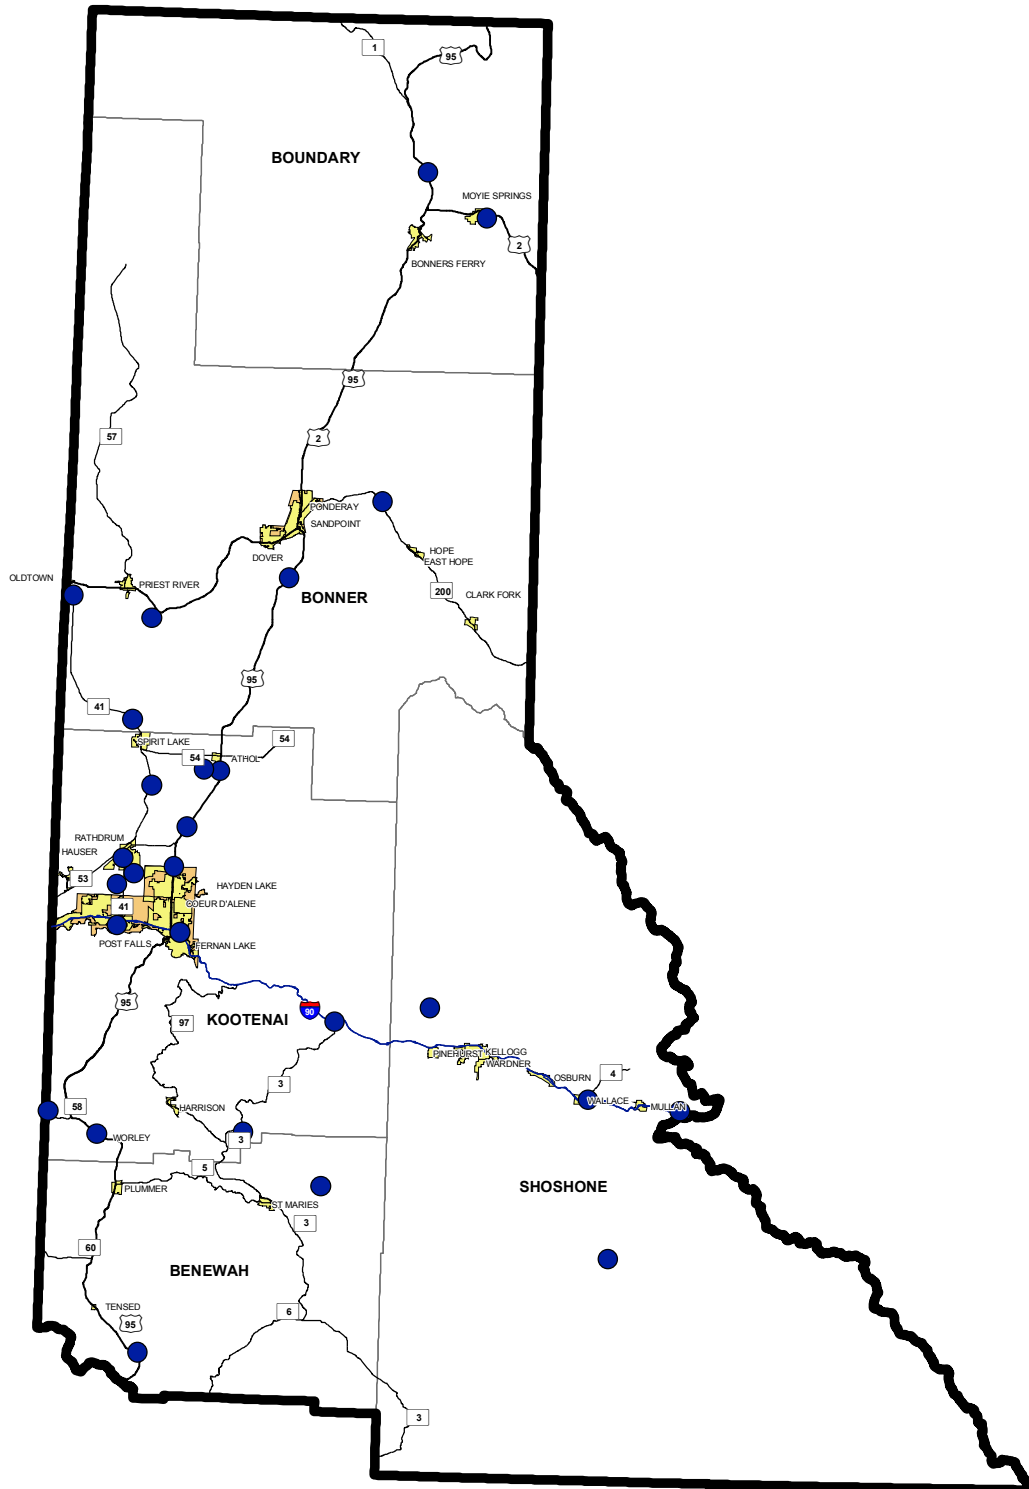 1
95
BOUNDARY
MOYIE SPRINGS
2
BONNERS FERRY
95
57
2
PONDERAY
SANDPOINT
DOVER
HOPE
EAST HOPE
OLDTOWN
PRIEST RIVER
200
CLARK FORK
BONNER
95
41
SPIRIT LAKE
54
54
ATHOL
RATHDRUM
HAUSER
53
HAYDEN LAKE
41
COEUR D'ALENE
POST FALLS
FERNAN LAKE
95
90
97
KOOTENAI
PINEHURST
KELLOGG
WARDNER
OSBURN
4
3
58
HARRISON
WALLACE
MULLAN
WORLEY
3
5
PLUMMER
SHOSHONE
ST MARIES
3
60
BENEWAH
TENSED
95
6
3